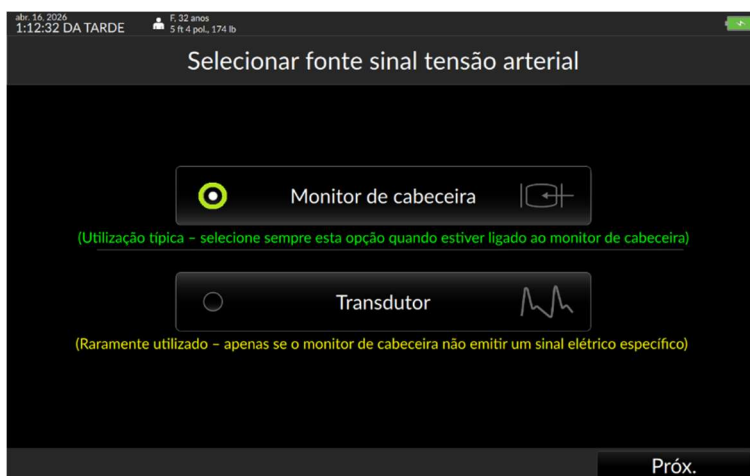 abr. 16, 2026
1:12:32 DA TARDE
F, 32 anos
5 ft 4 pol., 174 lb
Selecionar fonte sinal tensão arterial
Monitor de cabeceira
(Utilização típica – selecione sempre esta opção quando estiver ligado ao monitor de cabeceira)
Transdutor
(Raramente utilizado – apenas se o monitor de cabeceira não emitir um sinal elétrico específico)
Próx.